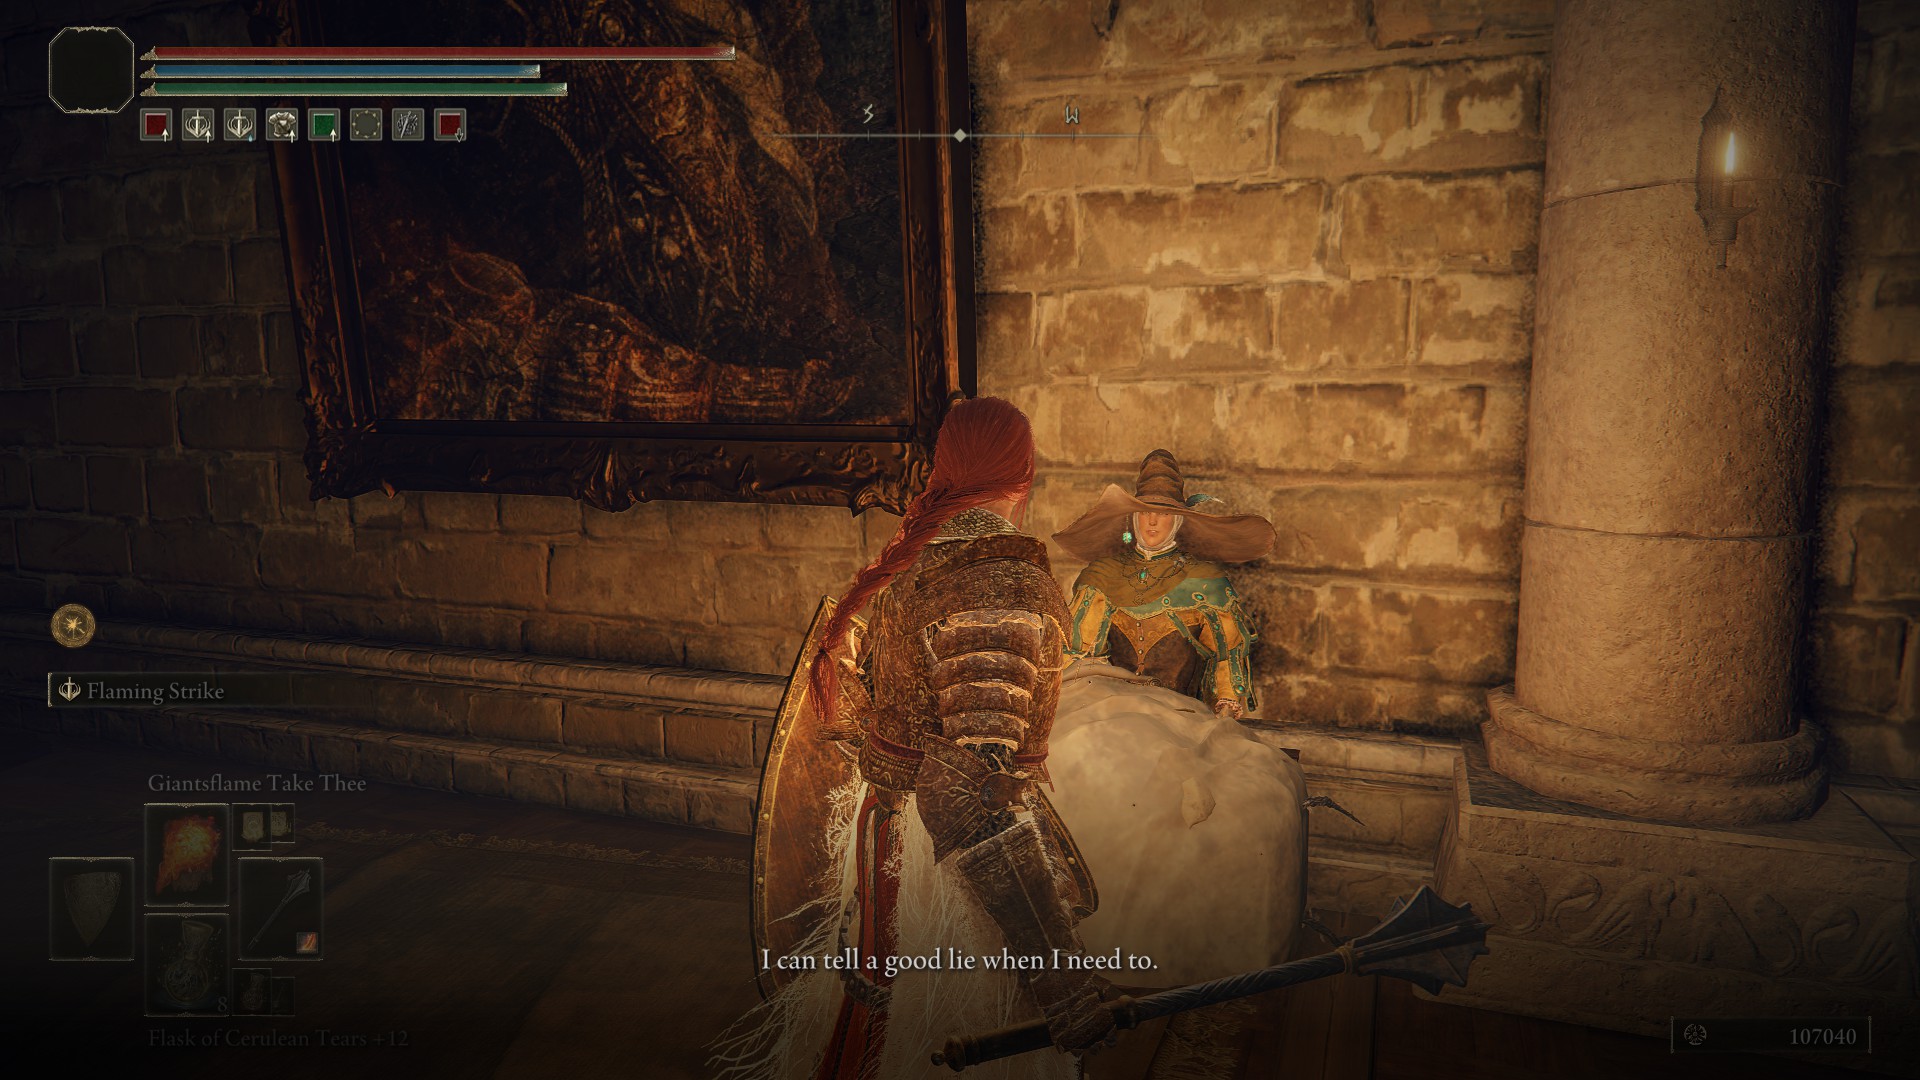 S
W
Flaming Strike
Giantsflame Take Thee
I can tell a good lie when I need to.
8
Flask of Cerulean Tears +12
107040